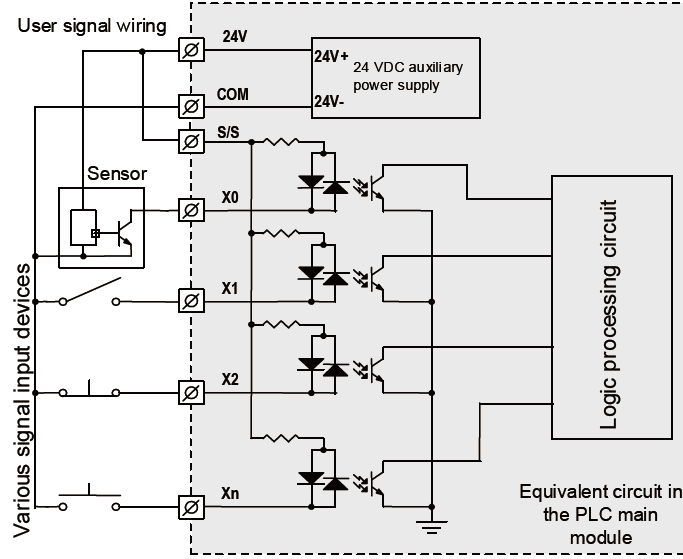 User signal wiring
24V
24V+
24 VDC auxiliary
power supply
COM
24V-
S/S
Sensor
X0
X1
X2
Xn
Various signal input devices
Logic processing circuit
Equivalent circuit in
the PLC main
module